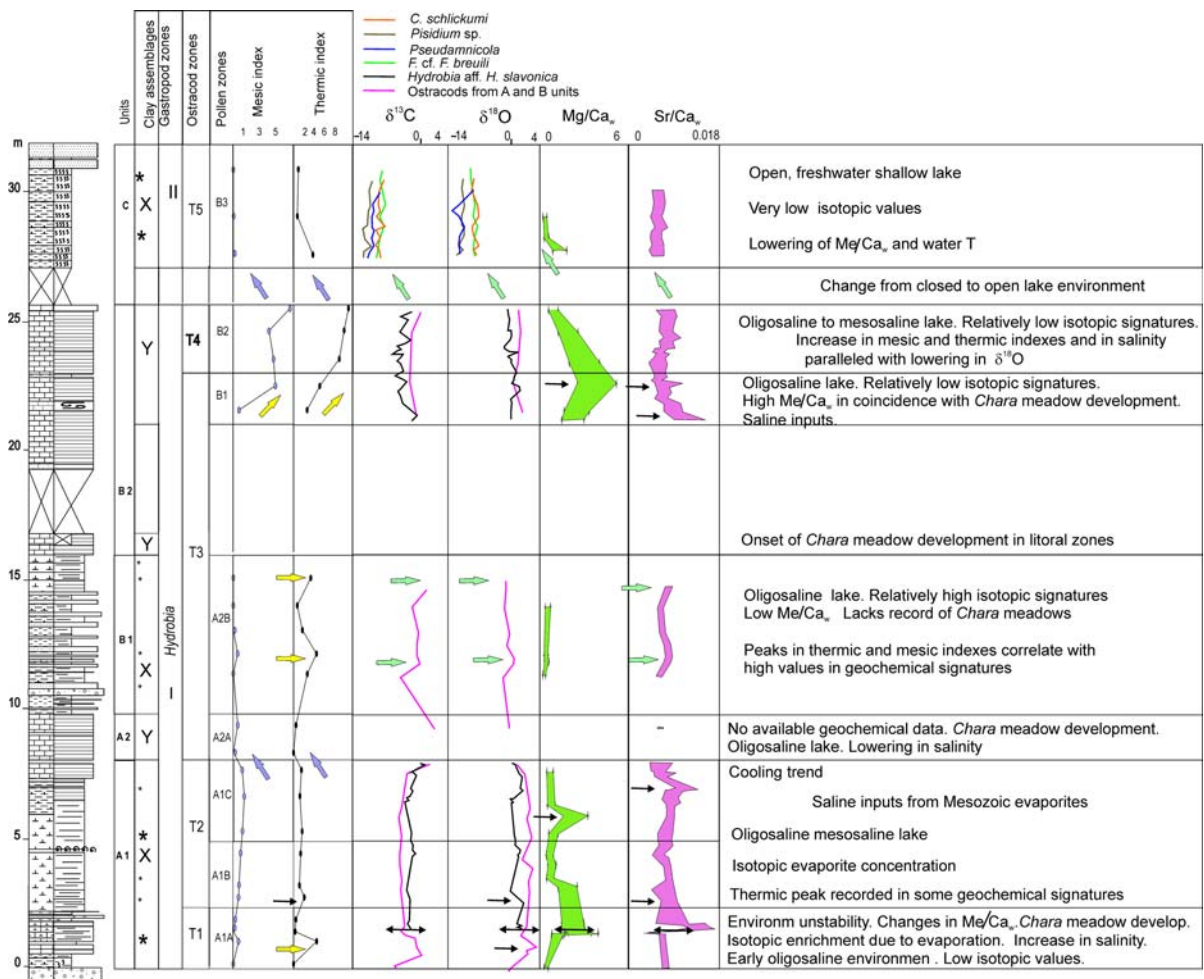 C. schlickumi
Pisidium sp.
Pseudamnicola
F. cf. F. breuili
Hydrobia aff. H. slavonica
Ostracods from A and B units
Units
Clay assemblages
Gastropod zones
Ostracod zones
Pollen zones
Mesic index
Thermic index
1 3 5
2 4 6 8
δ13C
δ18O
Mg/Caw
Sr/Caw
-14 0 4
-14 0 4
0 6
0 0.018
m
30
25
20
15
10
5
0
C
B 2
B 1
A 2
A 1
*
X
*
Y
Y
*
*
*
X
*
Y
*
*
X
*
*
*
II
Hydrobia
I
T5
T4
T3
T2
T1
B3
B2
B1
A2B
A2A
A1C
A1B
A1A
Open, freshwater shallow lake
Very low isotopic values
Lowering of Me/Caw and water T
Change from closed to open lake environment
Oligosaline to mesosaline lake. Relatively low isotopic signatures.
Increase in mesic and thermic indexes and in salinity
paralleled with lowering in δ18O
Oligosaline lake. Relatively low isotopic signatures.
High Me/Caw in coincidence with Chara meadow development.
Saline inputs.
Onset of Chara meadow development in litoral zones
Oligosaline lake. Relatively high isotopic signatures
Low Me/Caw Lacks record of Chara meadows
Peaks in thermic and mesic indexes correlate with
high values in geochemical signatures
No available geochemical data. Chara meadow development.
Oligosaline lake. Lowering in salinity
Cooling trend
Saline inputs from Mesozoic evaporites
Oligosaline mesosaline lake
Isotopic evaporite concentration
Thermic peak recorded in some geochemical signatures
Environm unstability. Changes in Me/Caw.Chara meadow develop.
Isotopic enrichment due to evaporation. Increase in salinity.
Early oligosaline environmen . Low isotopic values.